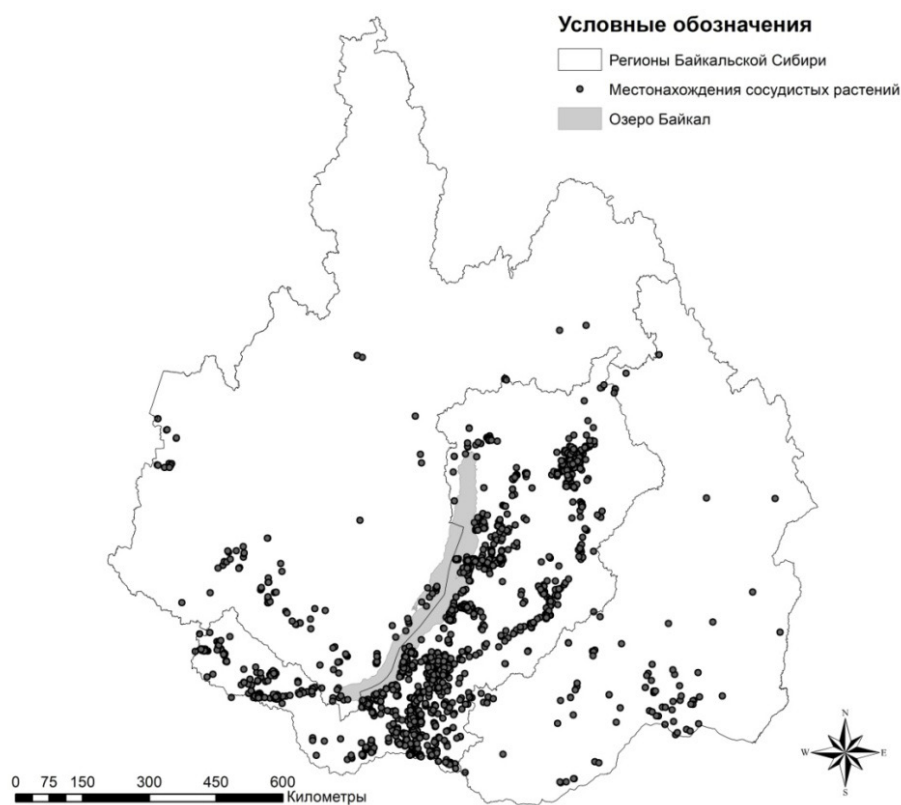 Условные обозначения
Регионы Байкальской Сибири
Местонахождения сосудистых растений
Озеро Байкал
N
W E
S
0 75 150 300 450 600
Километры